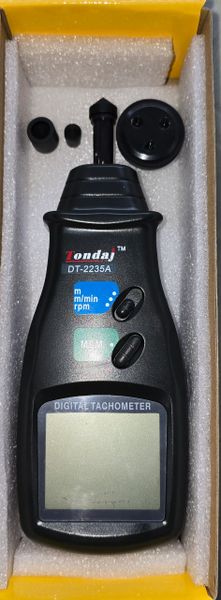 Tondaj™
DT-2235A
m
m/min
rpm
MEM
DIGITAL TACHOMETER